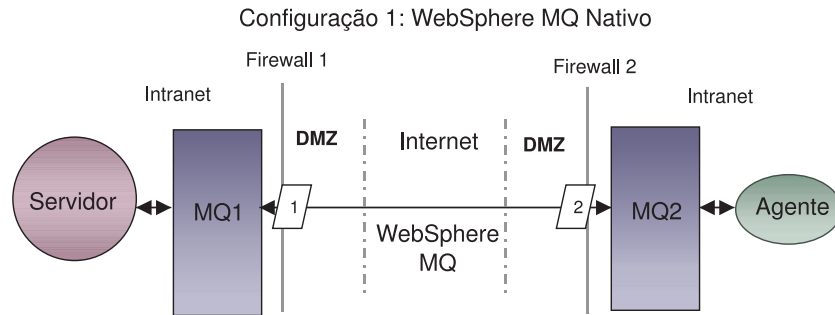 Configuração 1: WebSphere MQ Nativo
Firewall 1
Firewall 2
Intranet
Intranet
DMZ
Internet
DMZ
Servidor
MQ1
1
2
MQ2
Agente
WebSphere
MQ